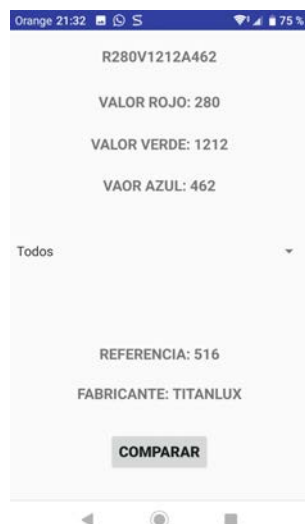 Orange 21:32 75 %
R280V1212A462
VALOR ROJO: 280
VALOR VERDE: 1212
VAOR AZUL: 462
Todos
REFERENCIA: 516
FABRICANTE: TITANLUX
COMPARAR